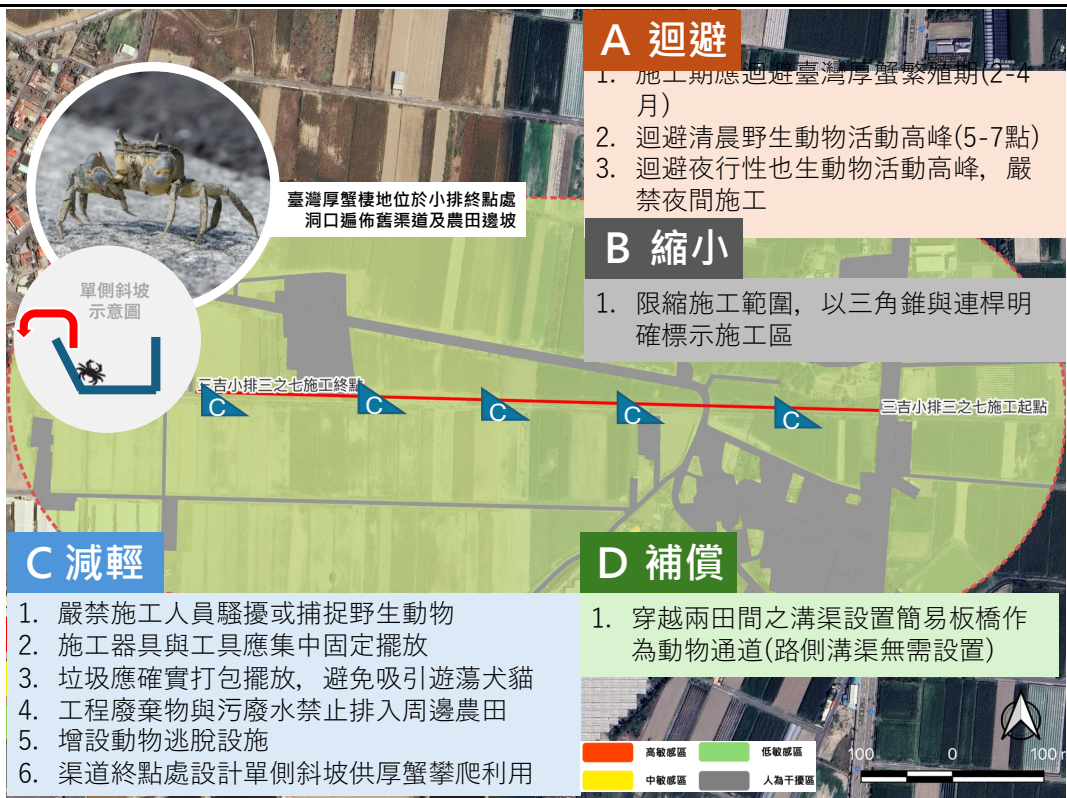 A 迴避
1. 施工期應迴避臺灣厚蟹繁殖期(2-4
月)
2. 迴避清晨野生動物活動高峰(5-7點)
3. 迴避夜行性也生動物活動高峰，嚴
禁夜間施工
臺灣厚蟹棲地位於小排終點處
洞口遍佈舊渠道及農田邊坡
B 縮小
1. 限縮施工範圍，以三角錐與連桿明
確標示施工區
單側斜坡
示意圖
三吉小排三之七施工終點
C
C
C
C
C
三吉小排三之七施工起點
C 減輕
1. 嚴禁施工人員騷擾或捕捉野生動物
2. 施工器具與工具應集中固定擺放
3. 垃圾應確實打包擺放，避免吸引遊蕩犬貓
4. 工程廢棄物與污廢水禁止排入周邊農田
5. 增設動物逃脫設施
6. 渠道終點處設計單側斜坡供厚蟹攀爬利用
D 補償
1. 穿越兩田間之溝渠設置簡易板橋作
為動物通道(路側溝渠無需設置)
高敏感區
低敏感區
中敏感區
人為干擾區
100 0 100 m